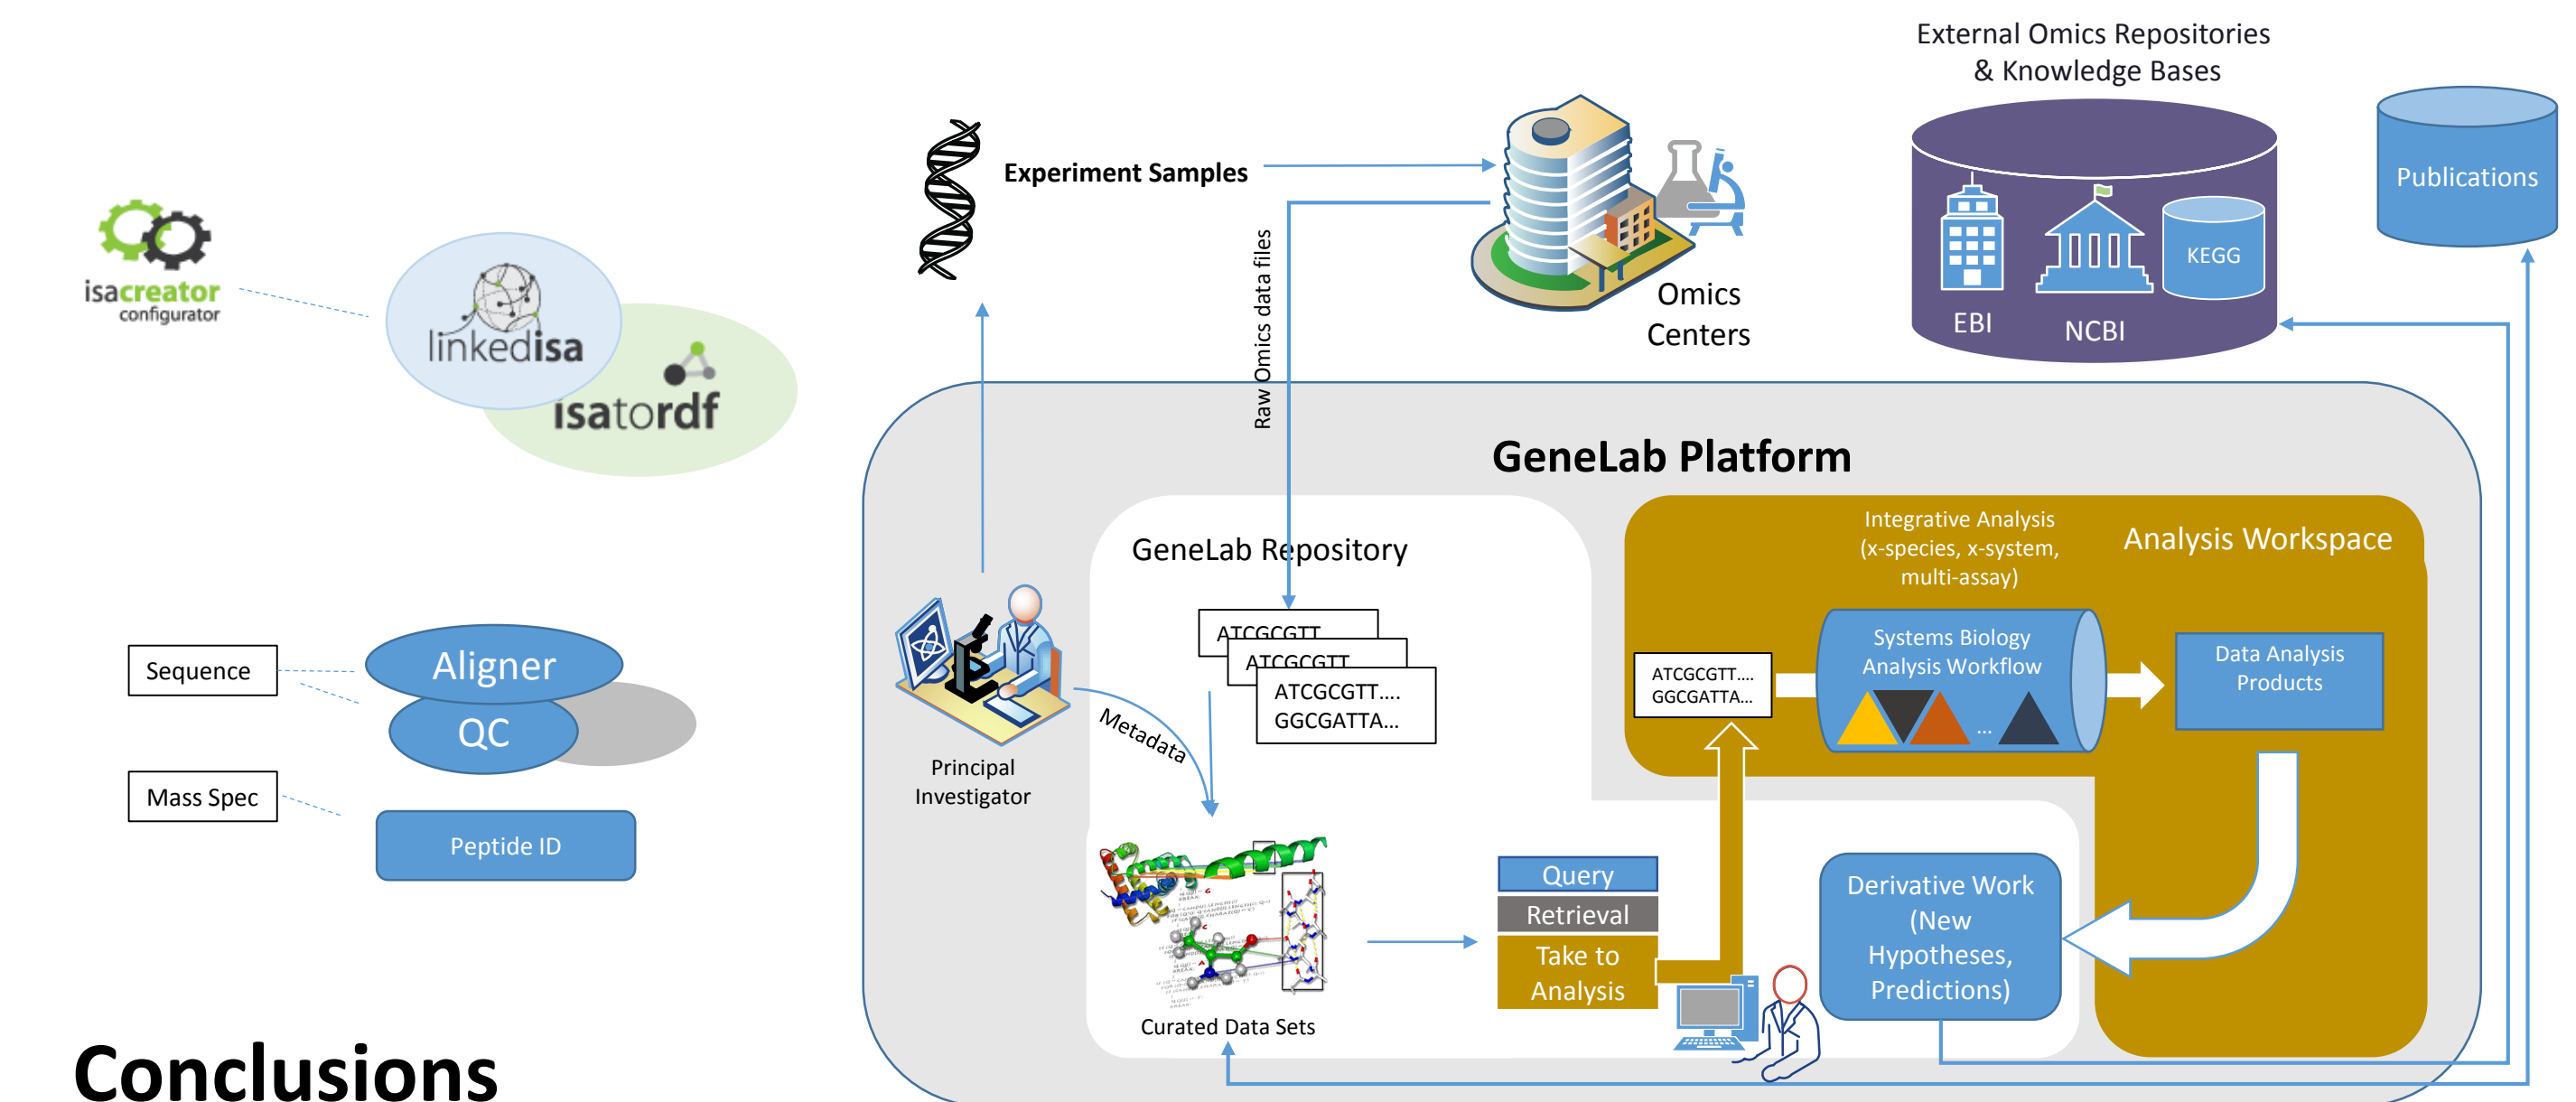 External Omics Repositories
& Knowledge Bases
Publications
Experiment Samples
KEGG
EBI
NCBI
Omics
Centers
Raw Omics data files
isacreator
configurator
linkedisa
isatordf
GeneLab Platform
GeneLab Repository
Integrative Analysis
(x-species, x-system,
multi-assay)
Analysis Workspace
ATCGCGTT
ATCGCGTT
ATCGCGTT....
GGCGATTA...
ATCGCGTT....
GGCGATTA...
Systems Biology
Analysis Workflow
...
Data Analysis
Products
Sequence
Aligner
QC
Mass Spec
Peptide ID
Metadata
Principal
Investigator
Query
Retrieval
Take to
Analysis
Derivative Work
(New
Hypotheses,
Predictions)
Curated Data Sets
Conclusions